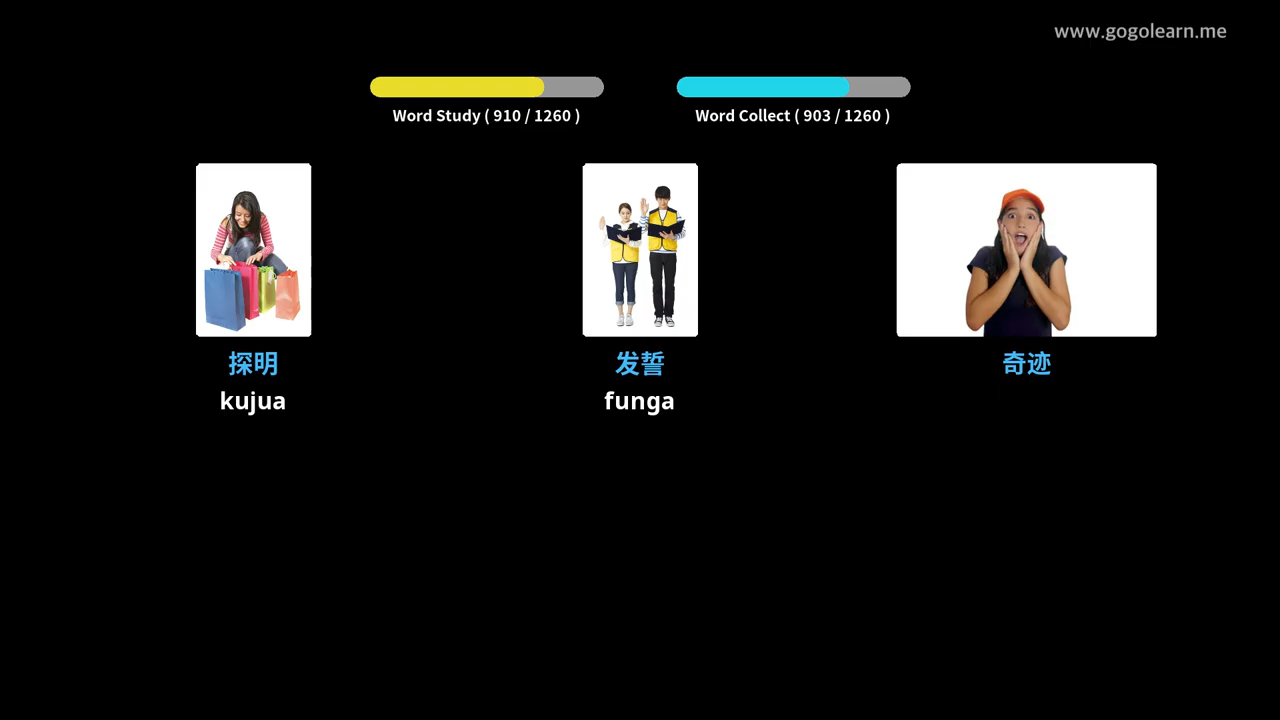 www.gogolearn.me
Word Study ( 910 / 1260 )
Word Collect ( 903 / 1260 )
探明
发誓
奇迹
kujua
funga